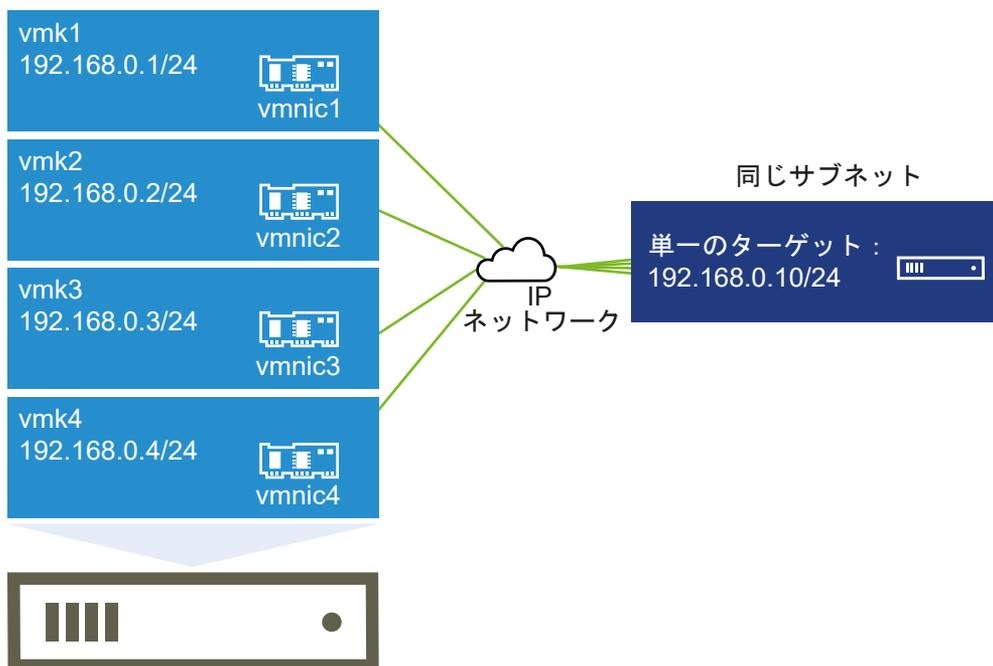 vmk1
192.168.0.1/24
vmnic1
vmk2
192.168.0.2/24
vmnic2
vmk3
192.168.0.3/24
vmnic3
vmk4
192.168.0.4/24
vmnic4
IP
ネットワーク
同じサブネット
単一のターゲット：
192.168.0.10/24